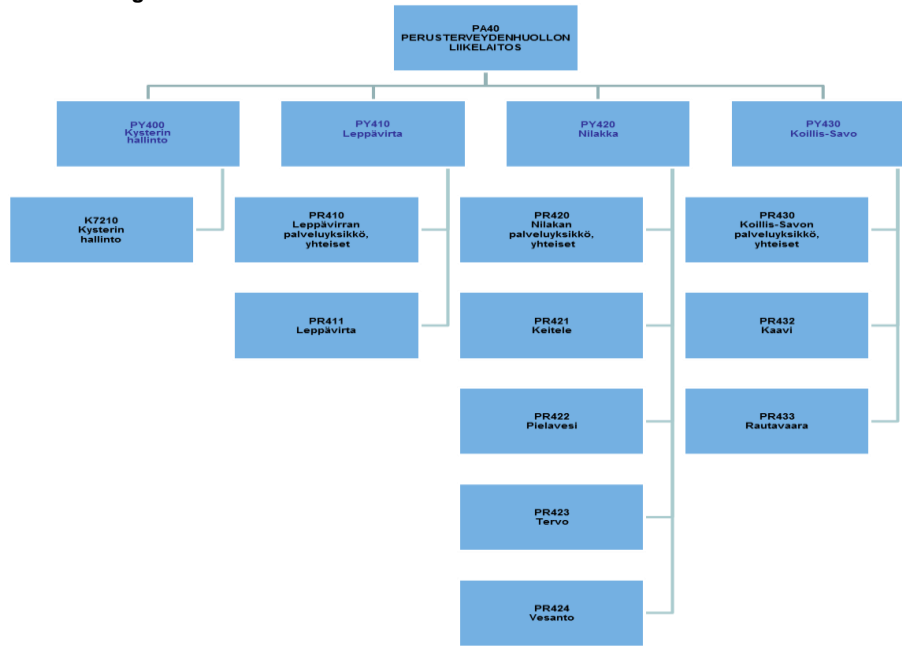 PA40
PERUSTERVEYDENHUOLLON
LIIKELAITOS
PY400
Kysterin
hallinto
PY410
Leppävirta
PY420
Nilakka
PY430
Koillis-Savo
K7210
Kysterin
hallinto
PR410
Leppävirran
palveluyksikkö,
yhteiset
PR420
Nilakan
palveluyksikkö,
yhteiset
PR430
Koillis-Savon
palveluyksikkö,
yhteiset
PR411
Leppävirta
PR421
Keitele
PR432
Kaavi
PR422
Pielavesi
PR433
Rautavaara
PR423
Tervo
PR424
Vesanto